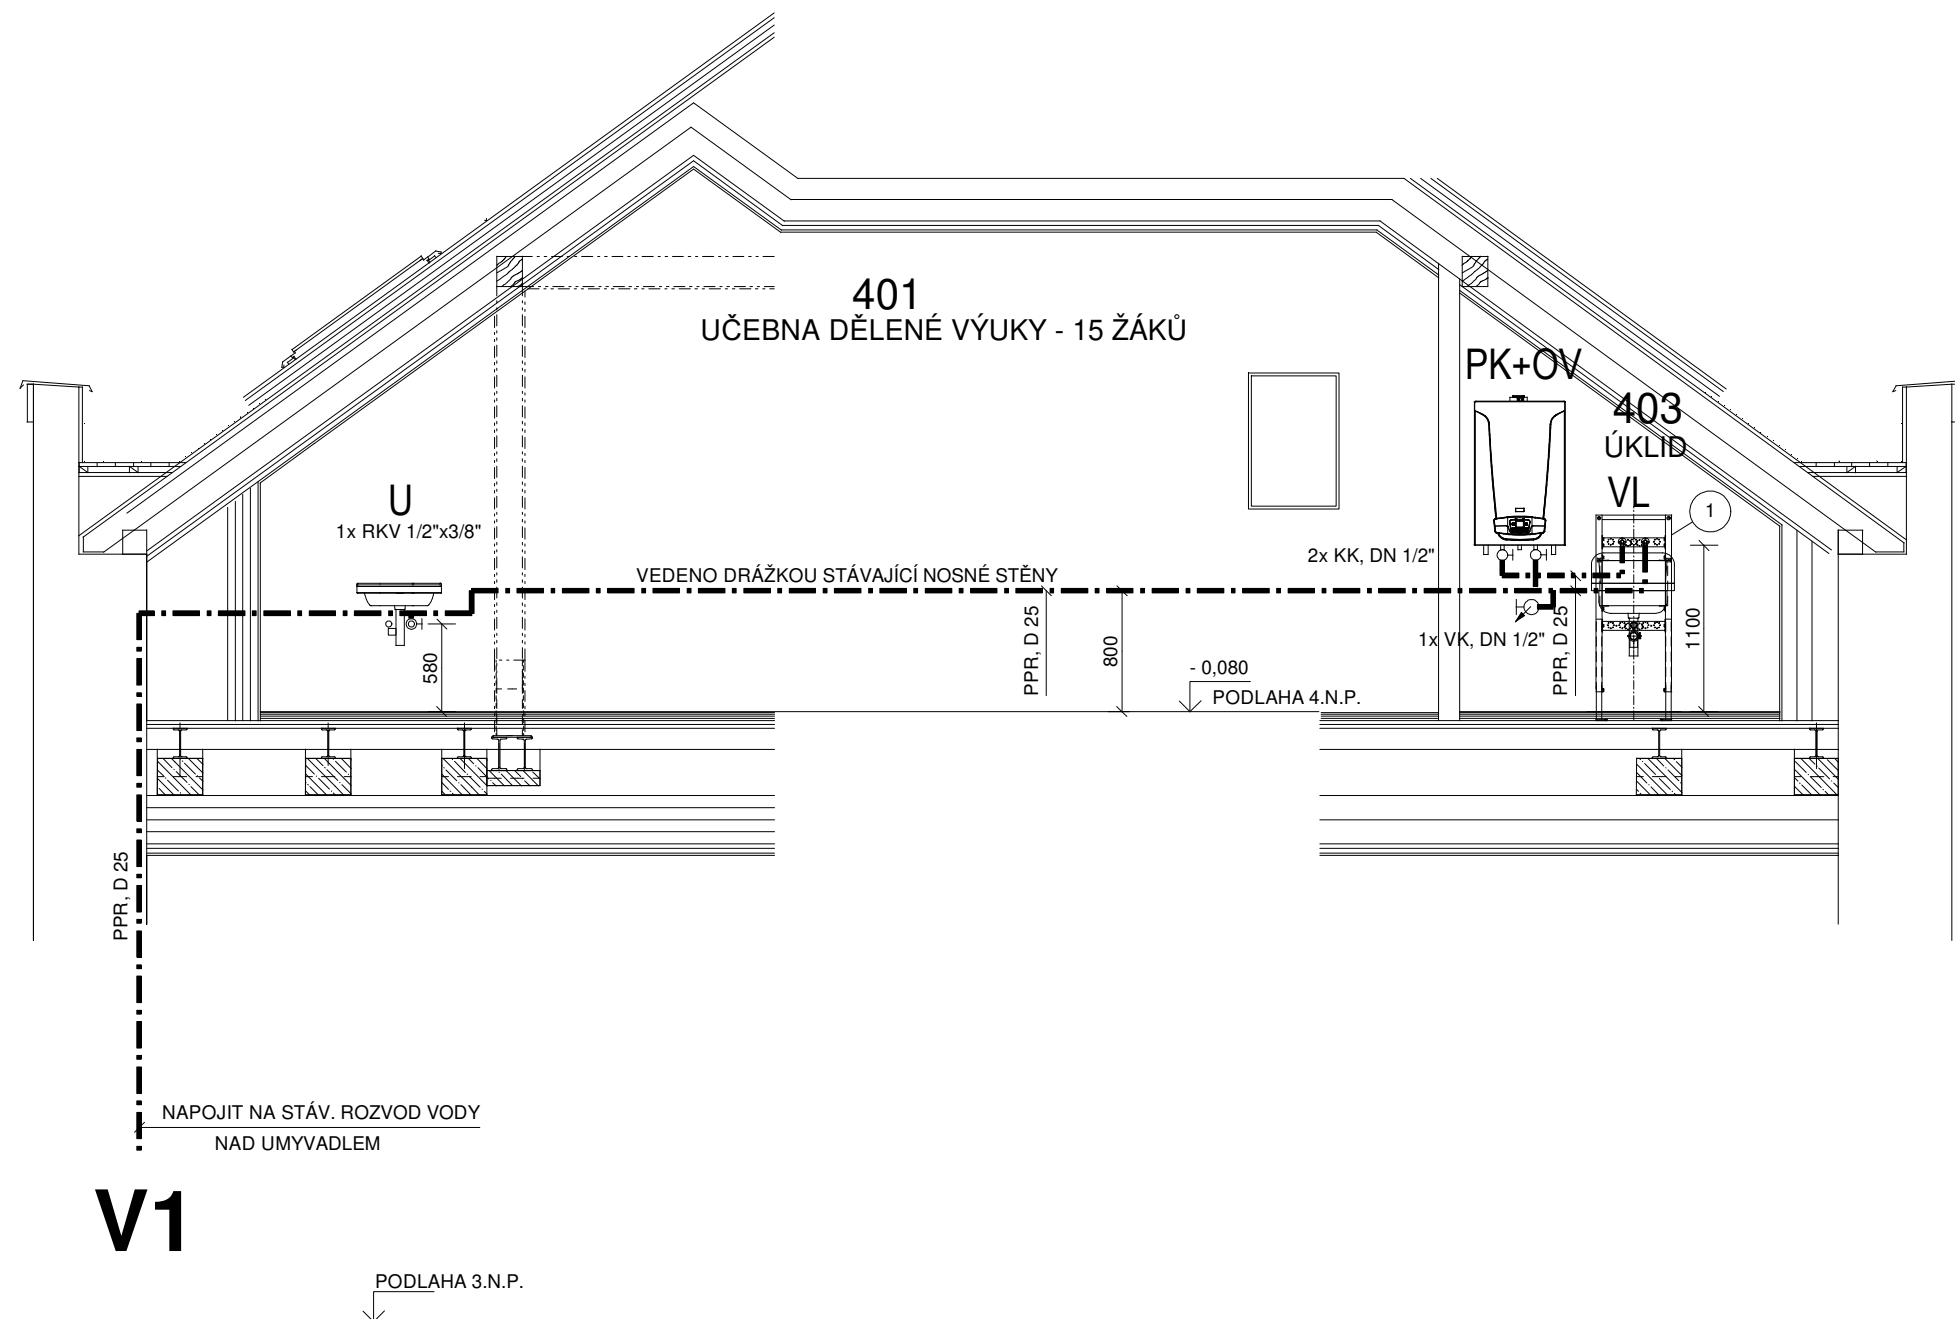 401
UČEBNA DĚLENÉ VÝUKY - 15 ŽÁKŮ
PK+OV
403
ÚKLID
U
1x RKV 1/2"x3/8"
VL
1
2x KK, DN 1/2"
VEDENO DRÁŽKOU STÁVAJÍCÍ NOSNÉ STĚNY
580
PPR, D 25
800
1x VK, DN 1/2"
PPR, D 25
1100
- 0,080
PODLAHA 4.N.P.
PPR, D 25
NAPOJIT NA STÁV. ROZVOD VODY
NAD UMYVADLEM
V1
PODLAHA 3.N.P.